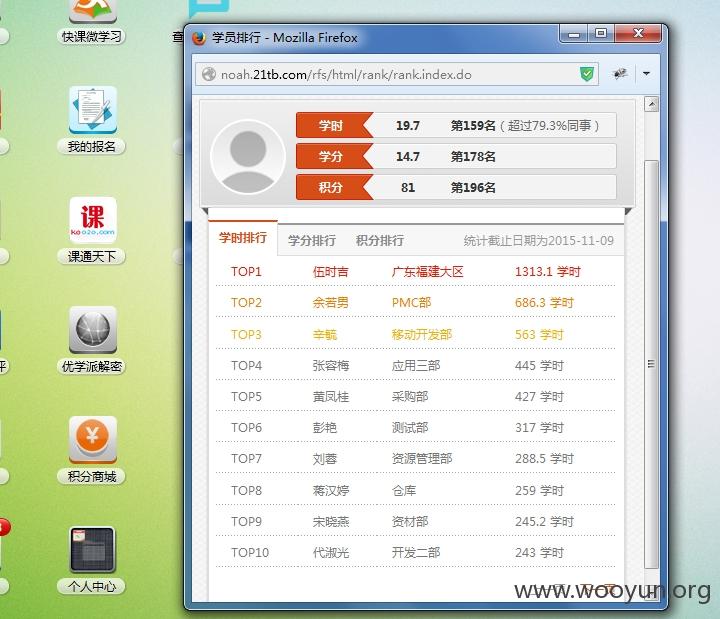 学员排行 - Mozilla Firefox
noah.21tb.com/rfs/html/rank/rank.index.do
快课微学习
我的报名
课
koo2o.com
课通天下
优学派解密
积分商城
个人中心
学时 19.7 第159名（超过79.3%同事）
学分 14.7 第178名
积分 81 第196名
学时排行 学分排行 积分排行 统计截止日期为2015-11-09
TOP1 伍时吉 广东福建大区 1313.1 学时
TOP2 余若男 PMC部 686.3 学时
TOP3 辛毓 移动开发部 563 学时
TOP4 张容梅 应用三部 445 学时
TOP5 黄凤桂 采购部 427 学时
TOP6 彭艳 测试部 317 学时
TOP7 刘蓉 资源管理部 288.5 学时
TOP8 蒋汉婷 仓库 259 学时
TOP9 宋晓燕 资材部 245.2 学时
TOP10 代淑光 开发二部 243 学时
www.wooyun.org